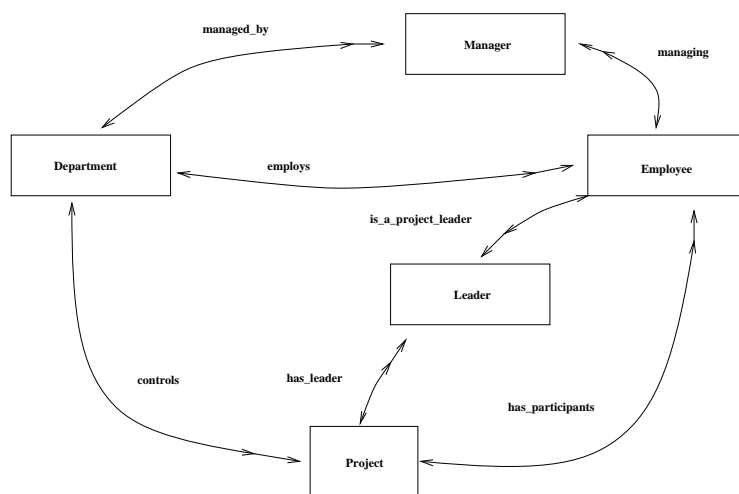 managed_by
Manager
managing
Department
employs
Employee
is_a_project_leader
Leader
controls
has_leader
has_participants
Project